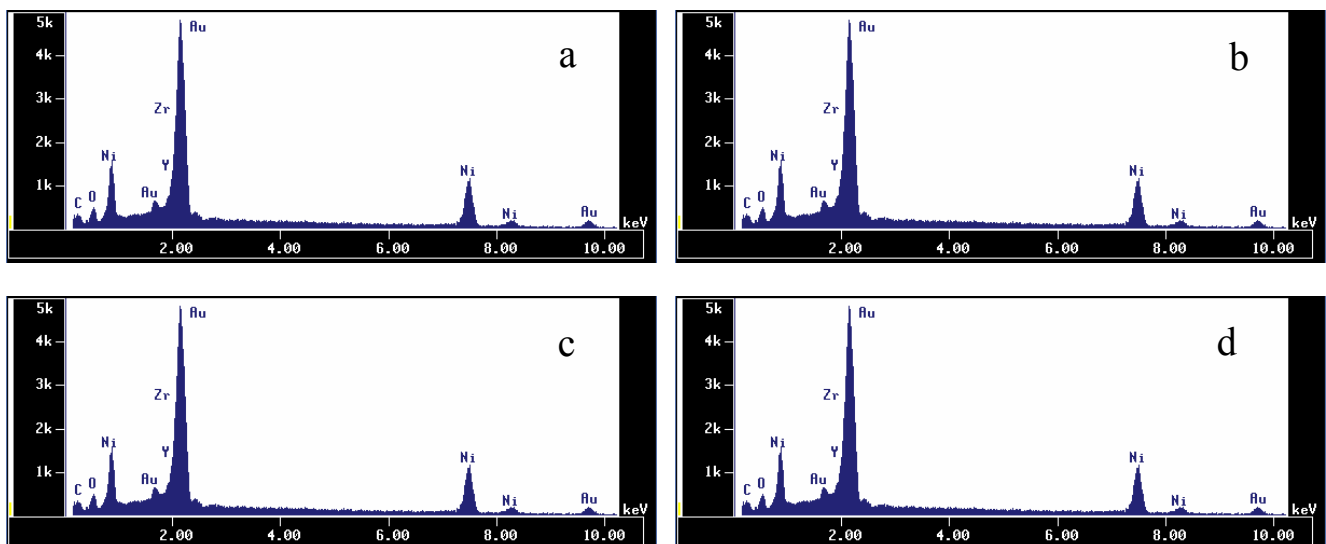 5k Au a
4k
3k Zr
2k
Ni Y
1k C O Au Ni Ni Au keV
2.00 4.00 6.00 8.00 10.00
5k Au b
4k
3k Zr
2k
Ni Y
1k C O Au Ni Ni Au keV
2.00 4.00 6.00 8.00 10.00
5k Au c
4k
3k Zr
2k
Ni Y
1k C O Au Ni Ni Au keV
2.00 4.00 6.00 8.00 10.00
5k Au d
4k
3k Zr
2k
Ni Y
1k C O Au Ni Ni Au keV
2.00 4.00 6.00 8.00 10.00